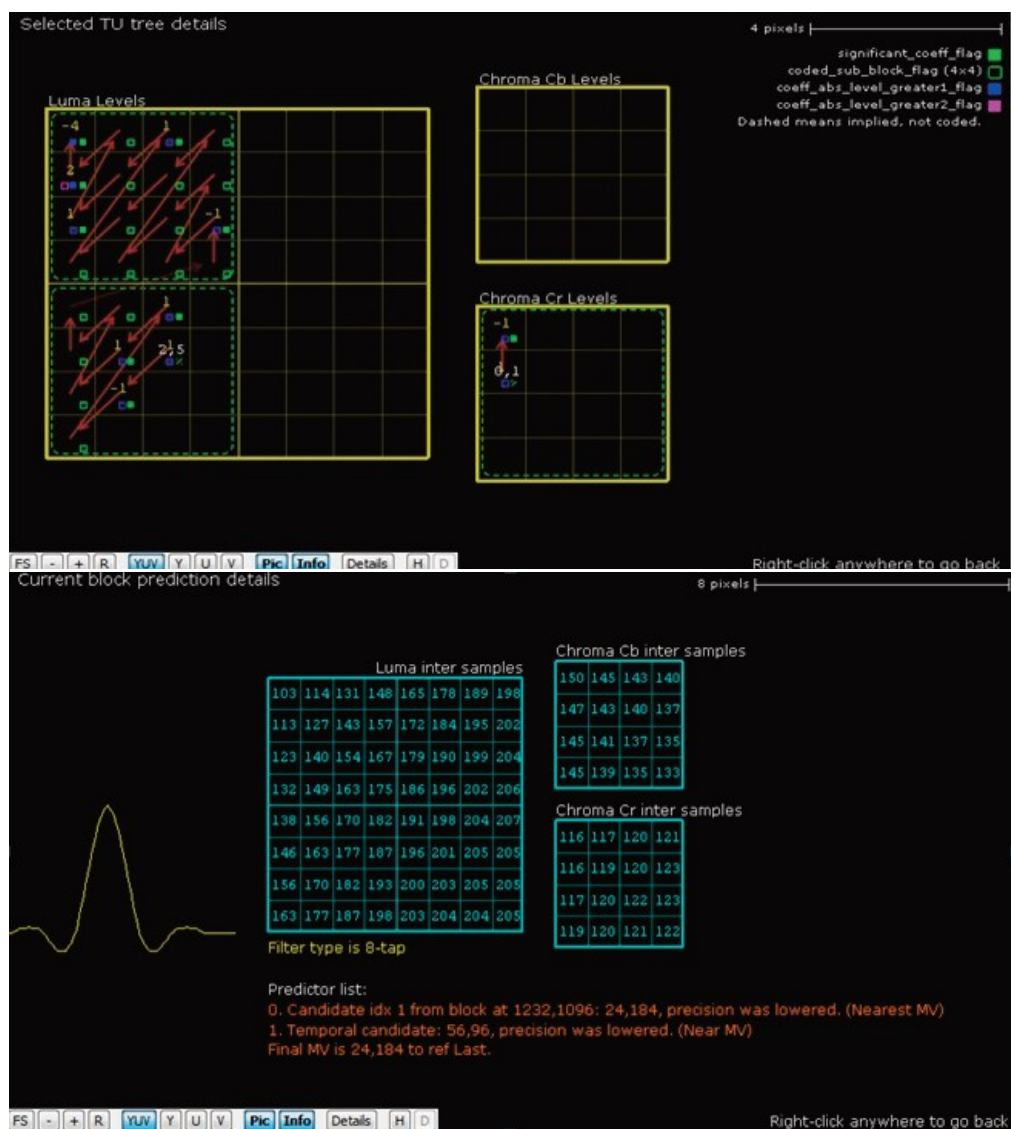 Selected TU tree details
4 pixels
significant_coeff_flag
coded_sub_block_flag (4×4)
coeff_abs_level_greater1_flag
coeff_abs_level_greater2_flag
Dashed means implied, not coded.
Luma Levels
-4 1
2
1 -1
1
1
-1
Chroma Cb Levels
Chroma Cr Levels
-1
FS - + R YUV Y U V Pic Info Details H D
Right-click anywhere to go back
Current block prediction details
8 pixels
Luma inter samples
103 114 131 148 165 178 189 198
113 127 143 157 172 184 195 202
123 140 154 167 179 190 199 204
132 149 163 175 186 196 202 206
138 156 170 182 191 198 204 207
146 163 177 187 196 201 205 205
156 170 182 193 200 203 205 205
163 177 187 198 203 204 204 205
Filter type is 8-tap
Chroma Cb inter samples
150 145 143 140
147 143 140 137
145 141 137 135
145 139 135 133
Chroma Cr inter samples
116 117 120 121
116 119 120 123
117 120 122 123
119 120 121 122
Predictor list:
0. Candidate idx 1 from block at 1232,1096: 24,184, precision was lowered. (Nearest MV)
1. Temporal candidate: 56,96, precision was lowered. (Near MV)
Final MV is 24,184 to ref Last.
FS - + R YUV Y U V Pic Info Details H D
Right-click anywhere to go back